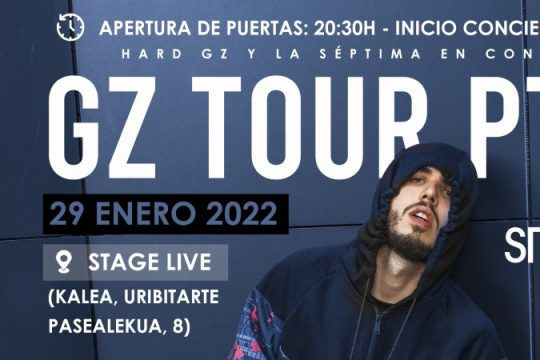 APERTURA DE PUERTAS: 20:30H - INICIO CONCIE
HARD GZ Y LA SÉPTIMA EN CON
GZ TOUR PT
29 ENERO 2022
STAGE LIVE
(KALEA, URIBITARTE
PASEALEKUA, 8)